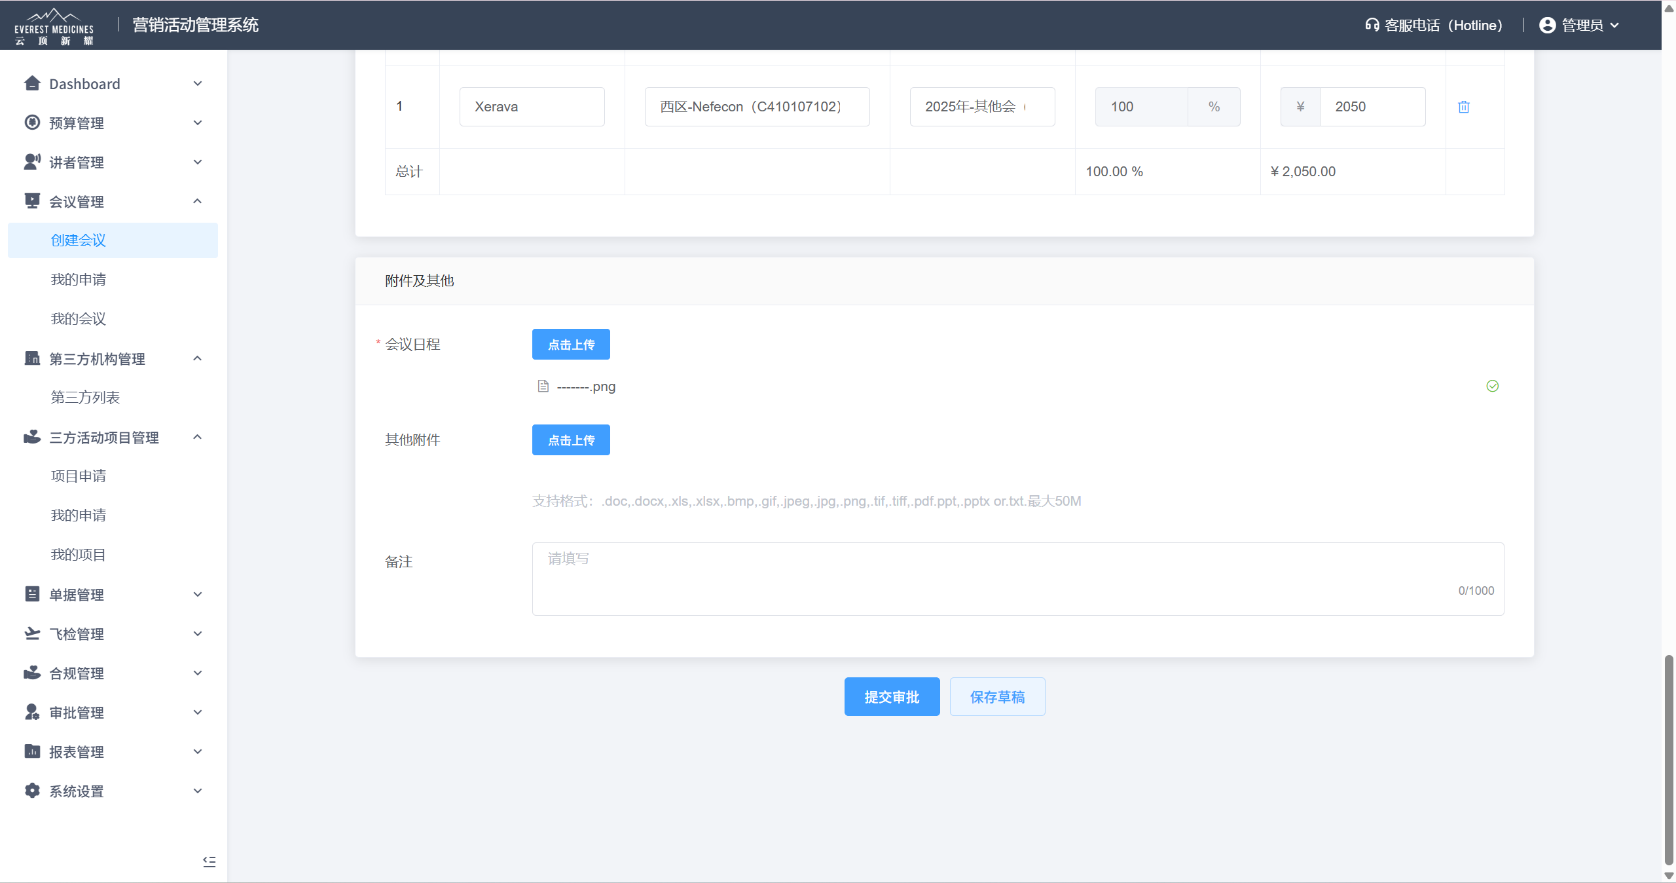 EVEREST MEDICINES
云 顶 新 耀
营销活动管理系统
客服电话（Hotline）
管理员
Dashboard
预算管理
讲者管理
会议管理
创建会议
我的申请
我的会议
第三方机构管理
第三方列表
三方活动项目管理
项目申请
我的申请
我的项目
单据管理
飞检管理
合规管理
审批管理
报表管理
系统设置
1 Xerava 西区-Nefecon（C410107102） 2025年-其他会（ 100 % ¥ 2050
总计 100.00 % ¥ 2,050.00
附件及其他
* 会议日程 点击上传
-------.png
其他附件 点击上传
支持格式：.doc,.docx,.xls,.xlsx,.bmp,.gif,.jpeg,.jpg,.png,.tif,.tiff,.pdf.ppt,.pptx or.txt.最大50M
备注 请填写
0/1000
提交审批 保存草稿